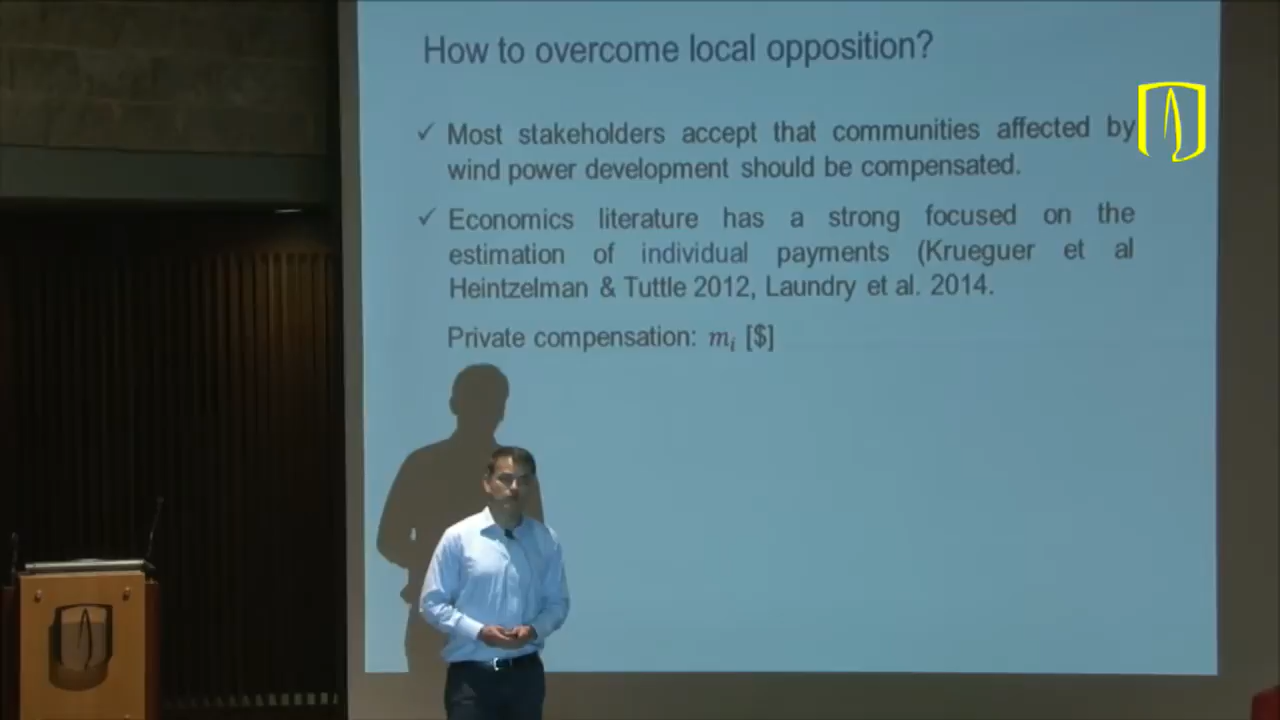 How to overcome local opposition?
✓ Most stakeholders accept that communities affected by
wind power development should be compensated.
✓ Economics literature has a strong focused on the
estimation of individual payments (Krueguer et al
Heintzelman & Tuttle 2012, Laundry et al. 2014.
Private compensation: mᵢ [$]